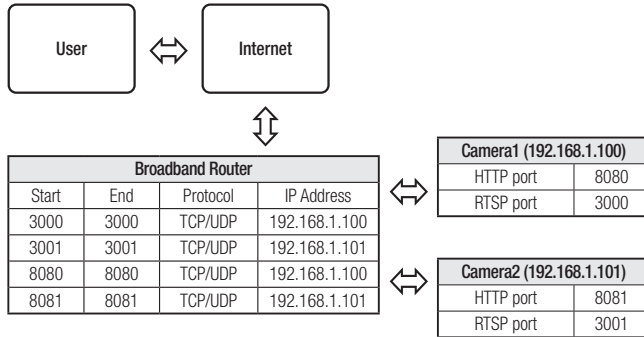 User
Internet
Broadband Router
Start End Protocol IP Address
3000 3000 TCP/UDP 192.168.1.100
3001 3001 TCP/UDP 192.168.1.101
8080 8080 TCP/UDP 192.168.1.100
8081 8081 TCP/UDP 192.168.1.101
Camera1 (192.168.1.100)
HTTP port 8080
RTSP port 3000
Camera2 (192.168.1.101)
HTTP port 8081
RTSP port 3001